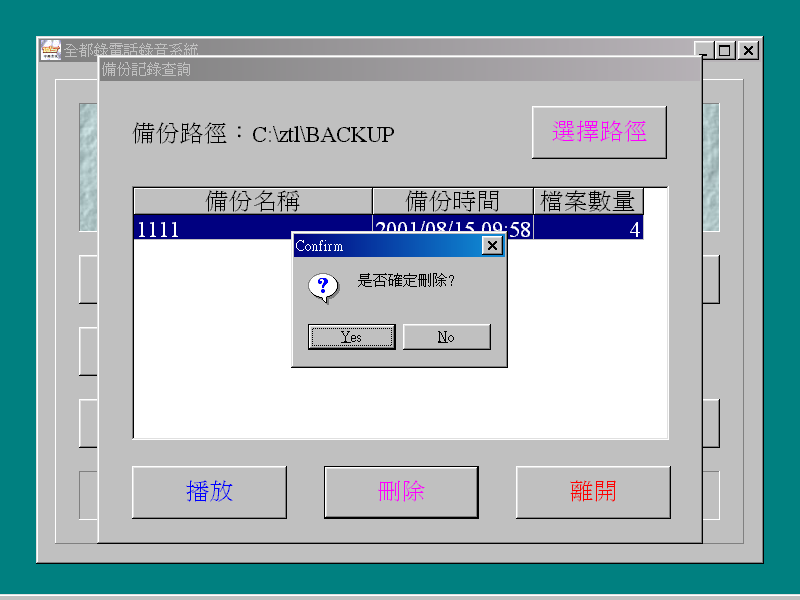 全都錄電話錄音系統
備份記錄查詢
備份路徑：C:\ztl\BACKUP
選擇路徑
備份名稱 備份時間 檔案數量
1111 2001/08/15 09:58 4
Confirm
是否確定刪除?
Yes No
播放 刪除 離開